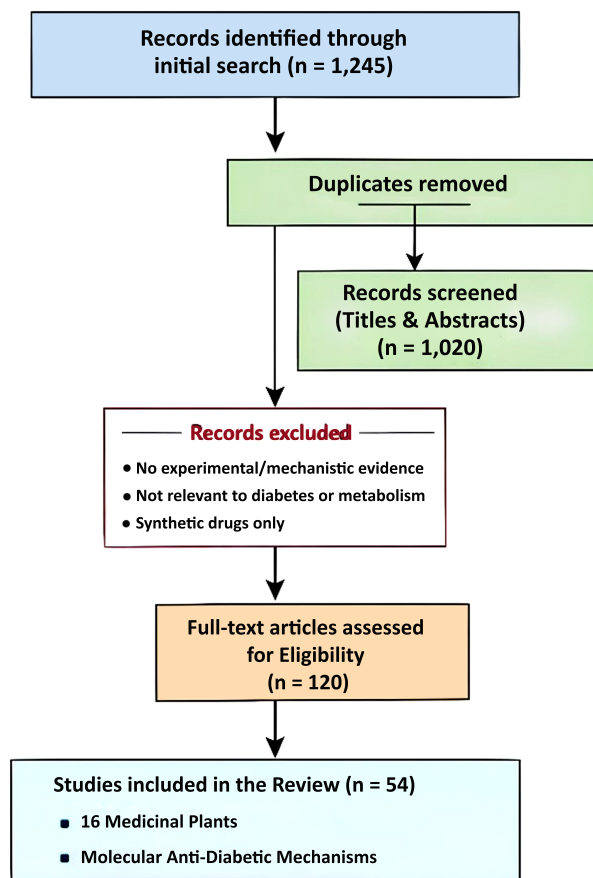 Records identified through
initial search (n = 1,245)
Duplicates removed
Records screened
(Titles & Abstracts)
(n = 1,020)
Records excluded
• No experimental/mechanistic evidence
• Not relevant to diabetes or metabolism
• Synthetic drugs only
Full-text articles assessed
for Eligibility
(n = 120)
Studies included in the Review (n = 54)
▪ 16 Medicinal Plants
▪ Molecular Anti-Diabetic Mechanisms